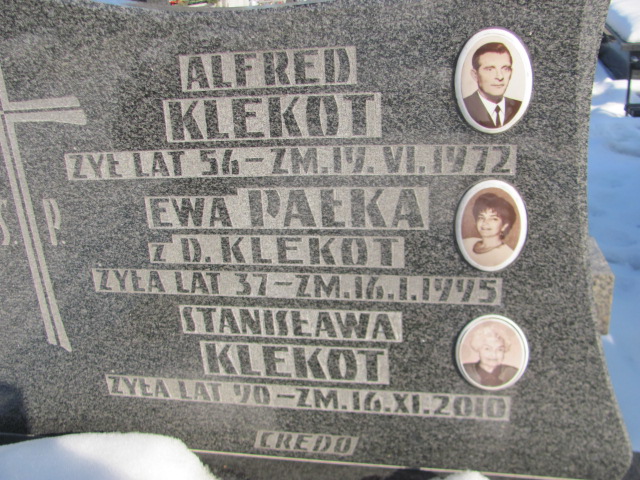 Ś. P.
ALFRED
KLEKOT
ŻYŁ LAT 56 – ZM. 19. VI. 1972
EWA PAŁKA
Z D. KLEKOT
ŻYŁA LAT 37 – ZM. 16. I. 1995
STANISŁAWA
KLEKOT
ŻYŁA LAT 90 – ZM. 16. XI. 2010
CREDO